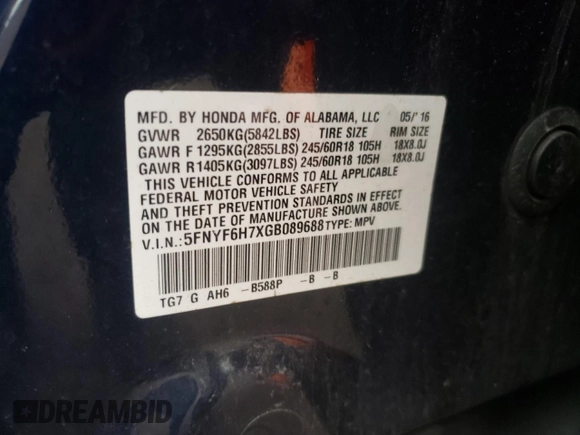 MFD. BY HONDA MFG. OF ALABAMA, LLC 05/'16
GVWR 2650KG(5842LBS) TIRE SIZE RIM SIZE
GAWR F 1295KG(2855LBS) 245/60R18 105H 18X8.0J
GAWR R 1405KG(3097LBS) 245/60R18 105H 18X8.0J
THIS VEHICLE CONFORMS TO ALL APPLICABLE
FEDERAL MOTOR VEHICLE SAFETY
AND THEFT PREVENTION STANDARDS IN EFFECT
ON THE DATE OF MANUFACTURE SHOWN ABOVE.
V.I.N.: 5FNYF6H7XGB089688 TYPE: MPV
TG7 G AH6 -B588P -B -B
DREAMBID